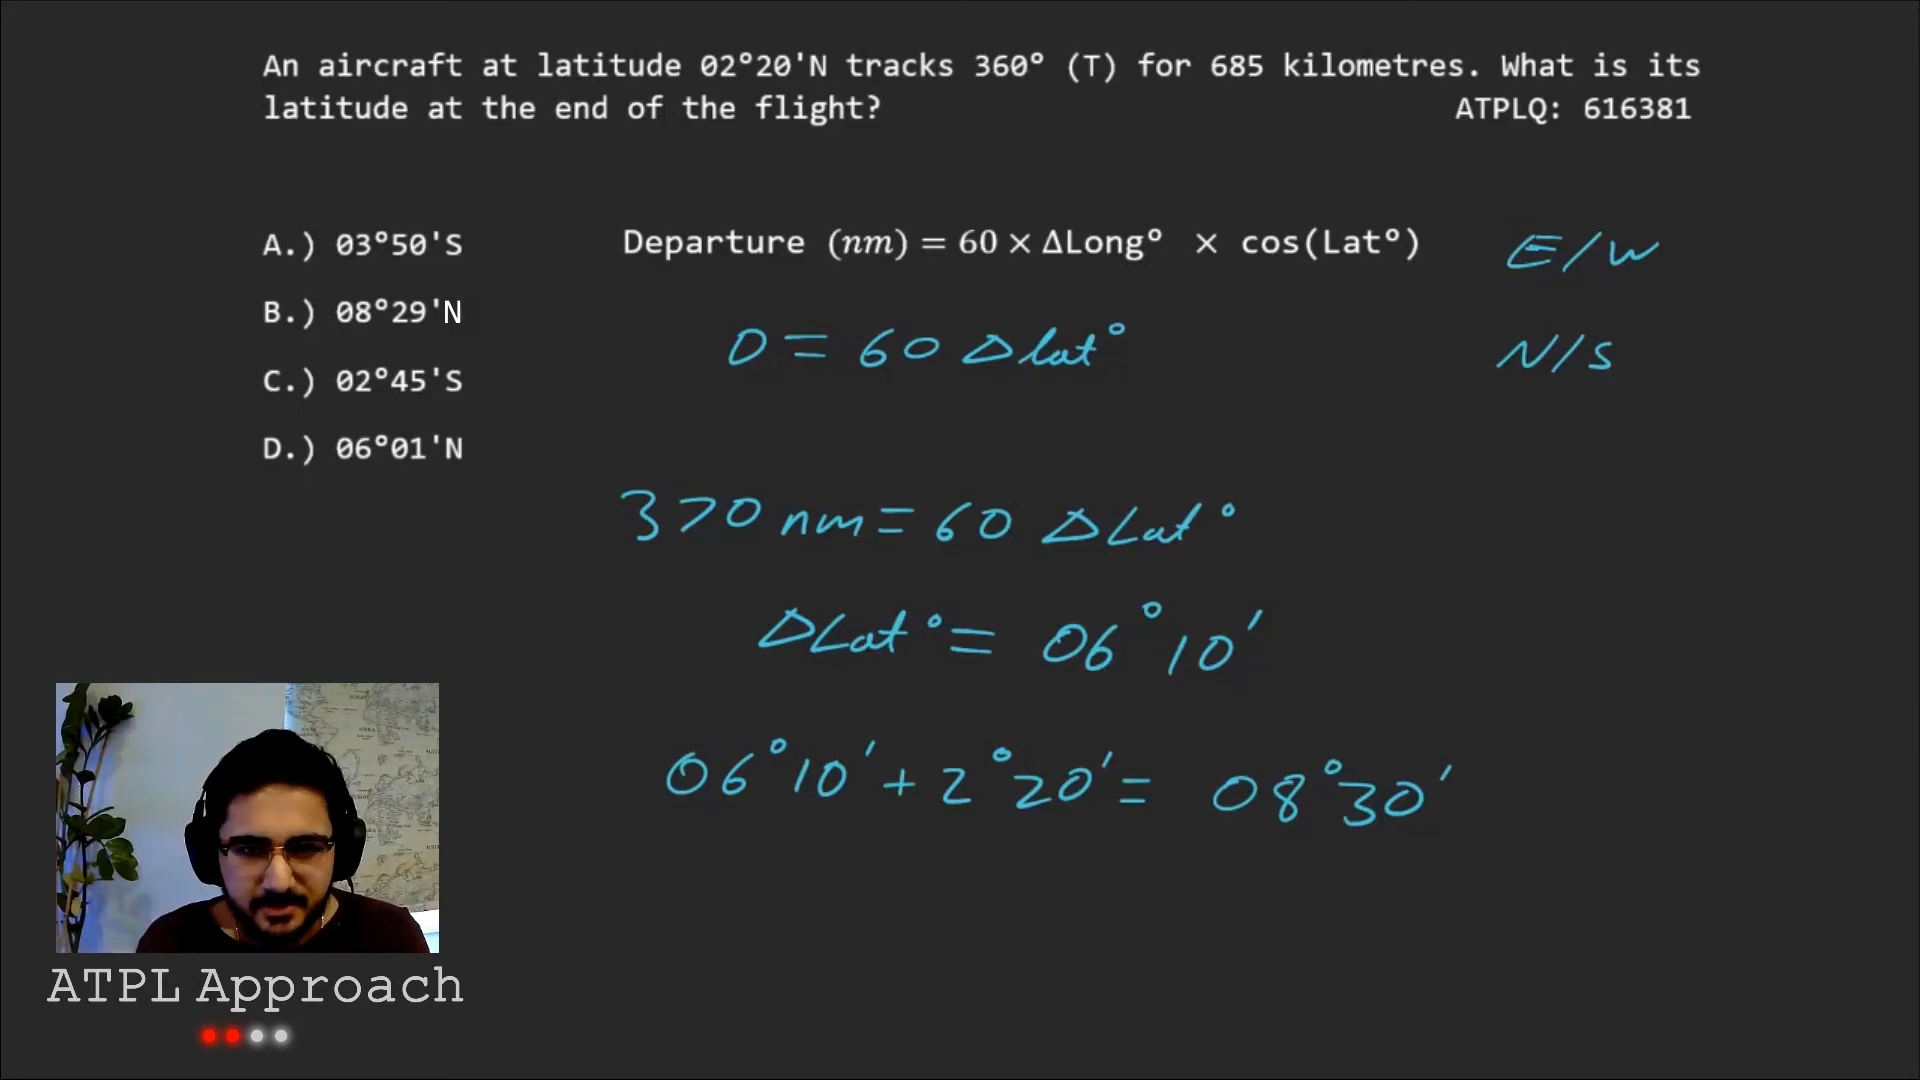 An aircraft at latitude 02°20'N tracks 360° (T) for 685 kilometres. What is its
latitude at the end of the flight? ATPLQ: 616381
A.) 03°50'S
B.) 08°29'N
C.) 02°45'S
D.) 06°01'N
Departure (nm) = 60 × ΔLong° × cos(Lat°) E/W
D = 60 Δlat° N/S
370 nm = 60 ΔLat°
ΔLat° = 06°10'
06°10' + 2°20' = 08°30'
ATPL Approach